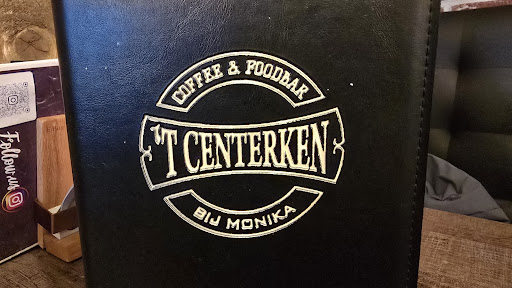 COFFEE & FOODBAR
'T CENTERKEN
BIJ MONIKA
Follow us